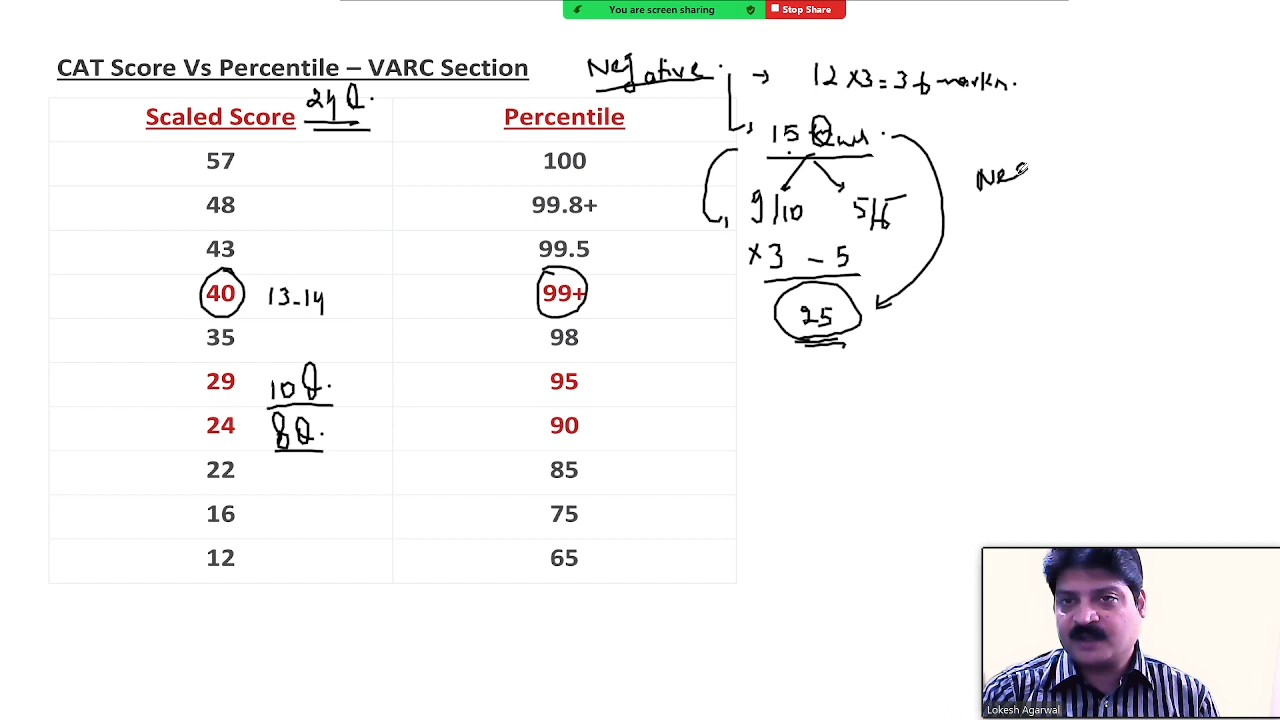 You are screen sharing Stop Share
CAT Score Vs Percentile – VARC Section
Negative → 12 ×3 = 36 marks.
Scaled Score 24 Q. Percentile
15
57 100
48 99.8+
9/10 5/6
43 99.5
×3 – 5
40 13-14 99+
25
35 98
29 10 Q. 95
24 8 Q. 90
22 85
16 75
12 65
Lokesh Agarwal